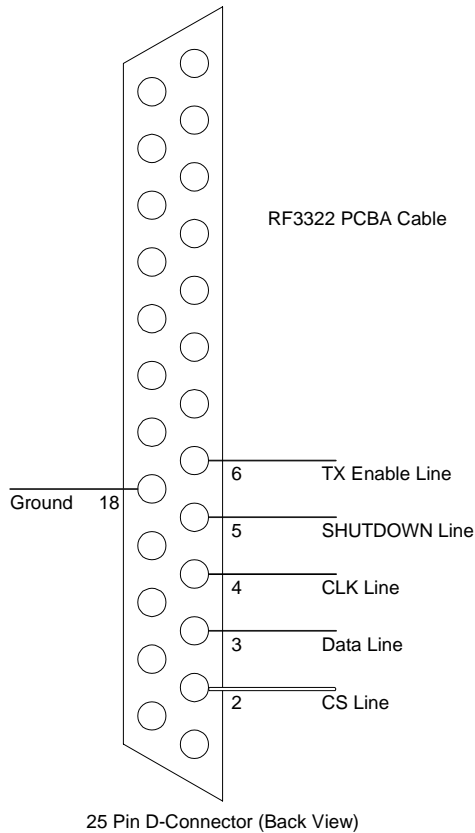 RF3322 PCBA Cable
6 TX Enable Line
Ground 18
5 SHUTDOWN Line
4 CLK Line
3 Data Line
2 CS Line
25 Pin D-Connector (Back View)